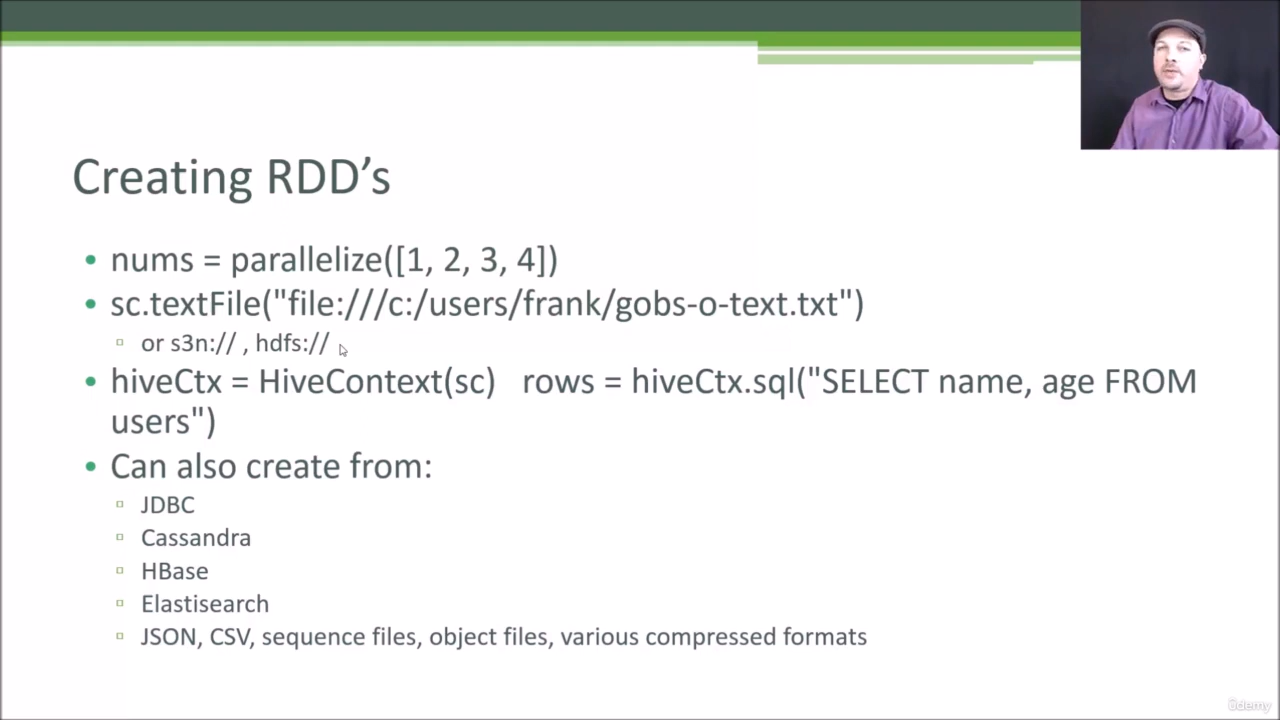 Creating RDD’s
• nums = parallelize([1, 2, 3, 4])
• sc.textFile("file:///c:/users/frank/gobs-o-text.txt")
▫ or s3n:// , hdfs://
• hiveCtx = HiveContext(sc) rows = hiveCtx.sql("SELECT name, age FROM
users")
• Can also create from:
▫ JDBC
▫ Cassandra
▫ HBase
▫ Elastisearch
▫ JSON, CSV, sequence files, object files, various compressed formats
ûdemy